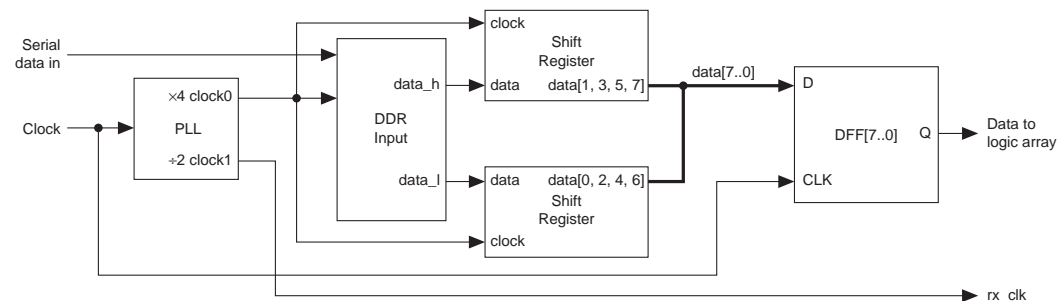 Serial
data in
Clock
×4 clock0
PLL
÷2 clock1
DDR
Input
data_h
data_l
clock
Shift
Register
data
data[1, 3, 5, 7]
data
data[0, 2, 4, 6]
Shift
Register
clock
data[7..0]
D
DFF[7..0]
Q
CLK
Data to
logic array
rx_clk